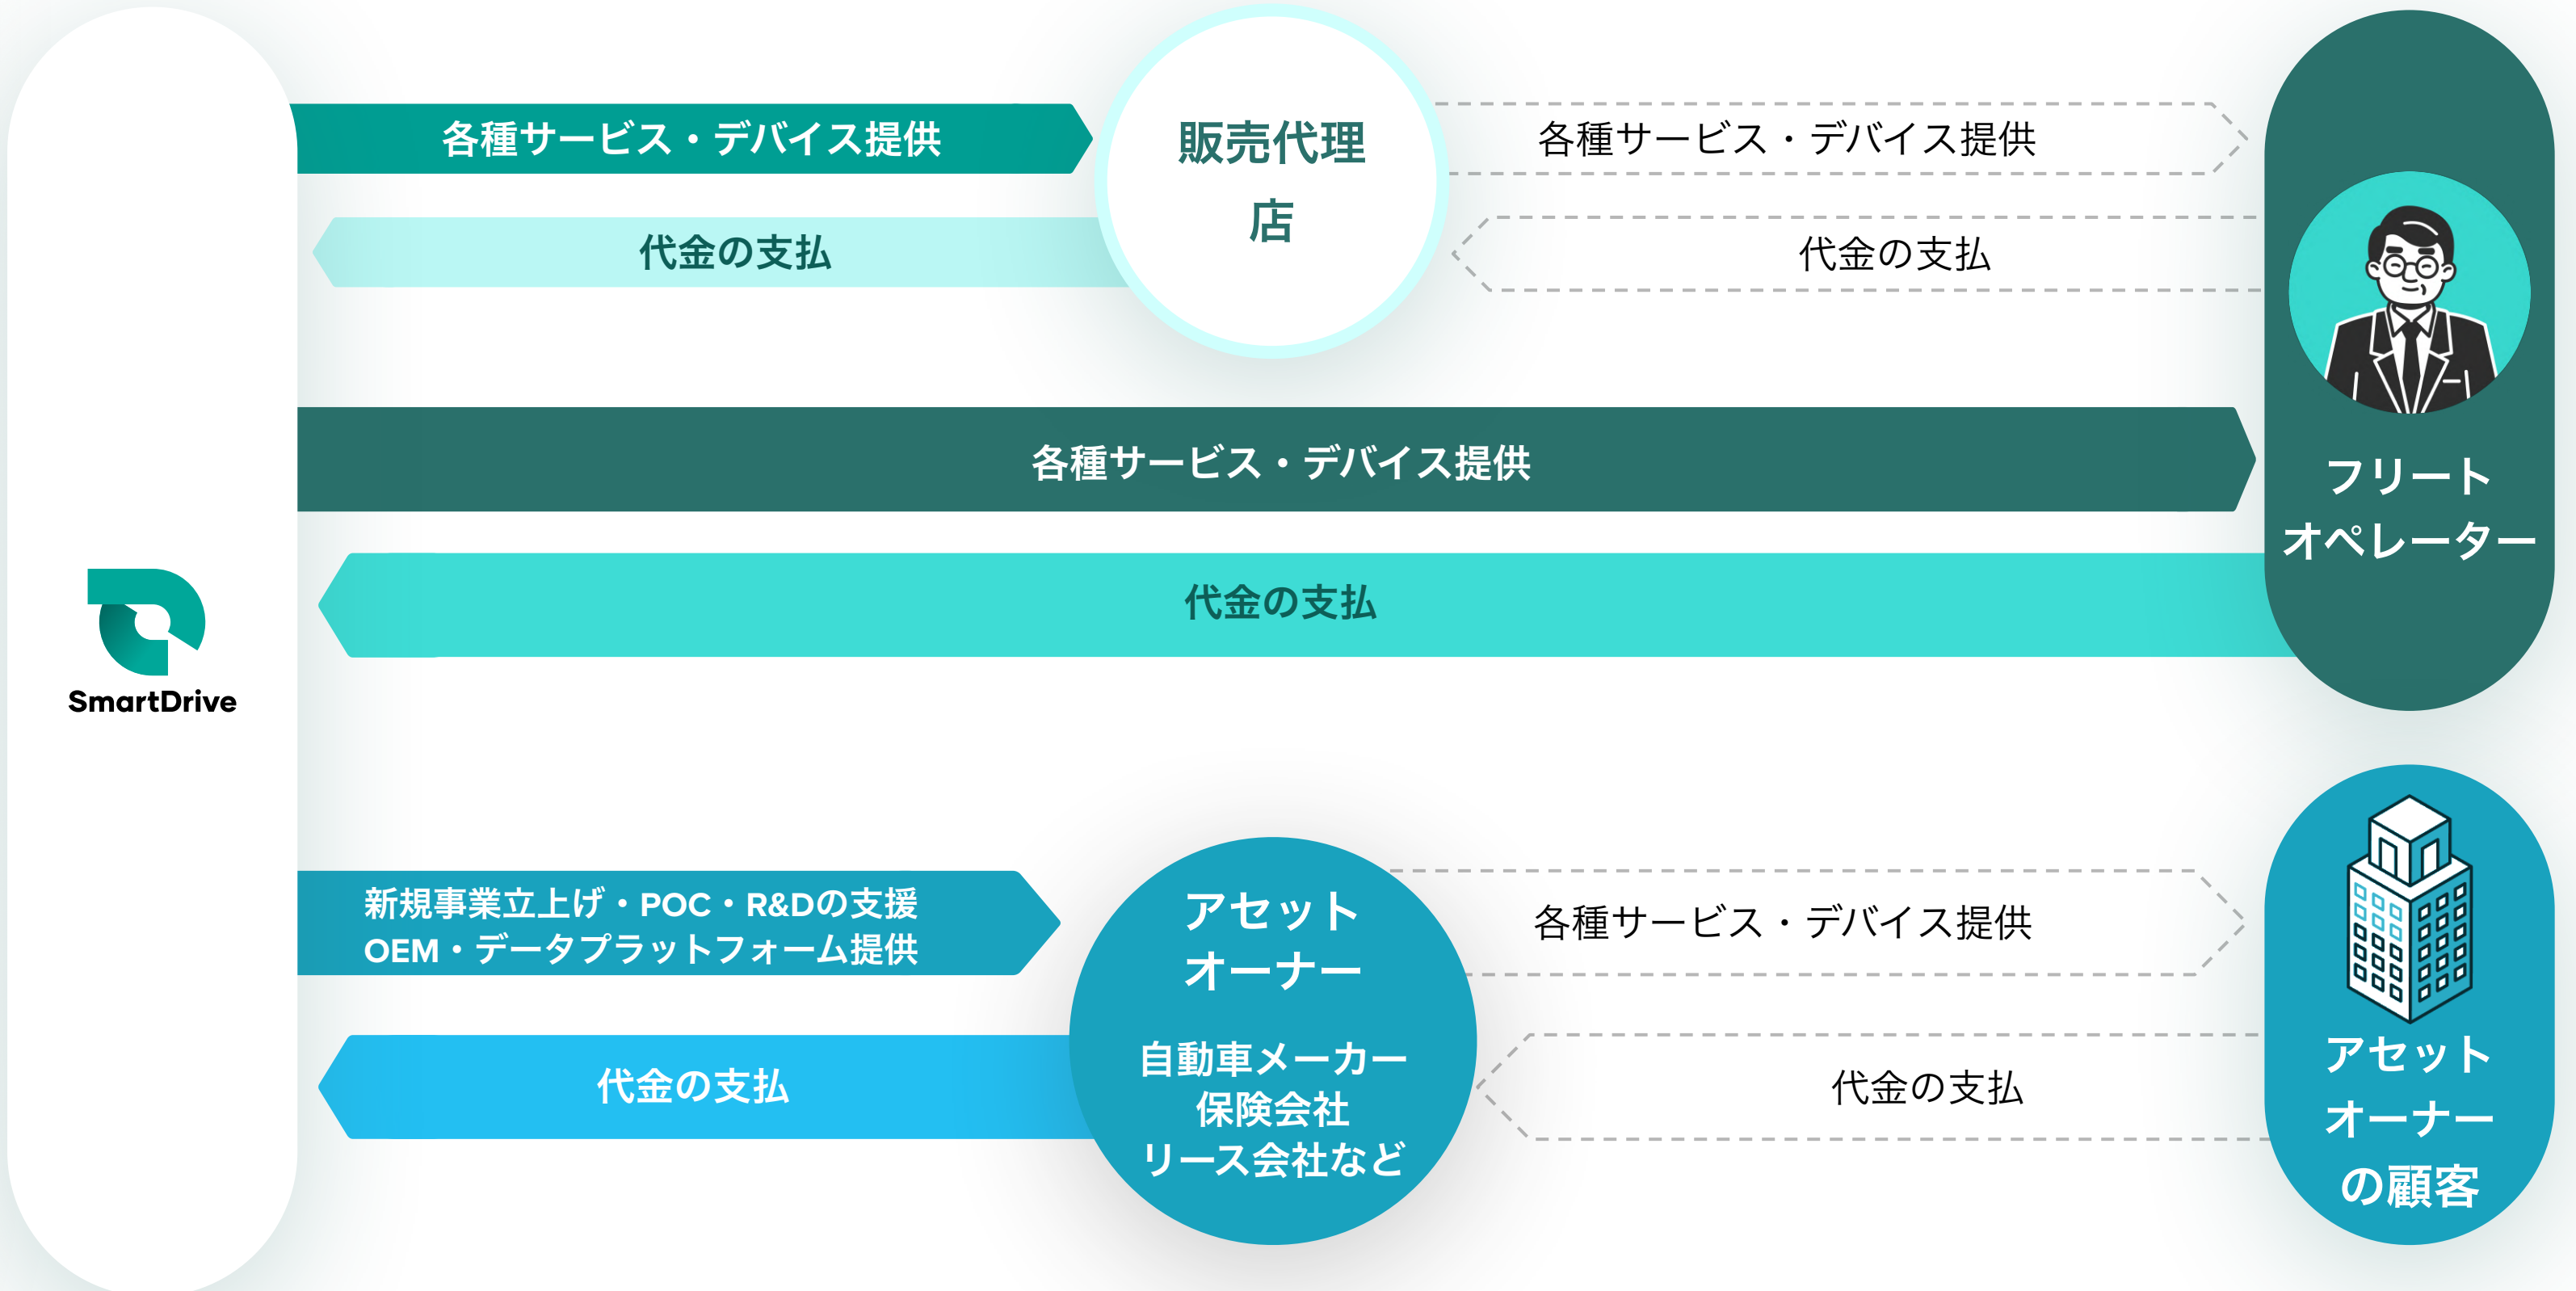 各種サービス・デバイス提供
販売代理
店
各種サービス・デバイス提供
代金の支払
代金の支払
各種サービス・デバイス提供
フリート
オペレーター
代金の支払
SmartDrive
新規事業立上げ・POC・R&Dの支援
OEM・データプラットフォーム提供
アセット
オーナー
自動車メーカー
保険会社
リース会社など
各種サービス・デバイス提供
代金の支払
代金の支払
アセット
オーナー
の顧客